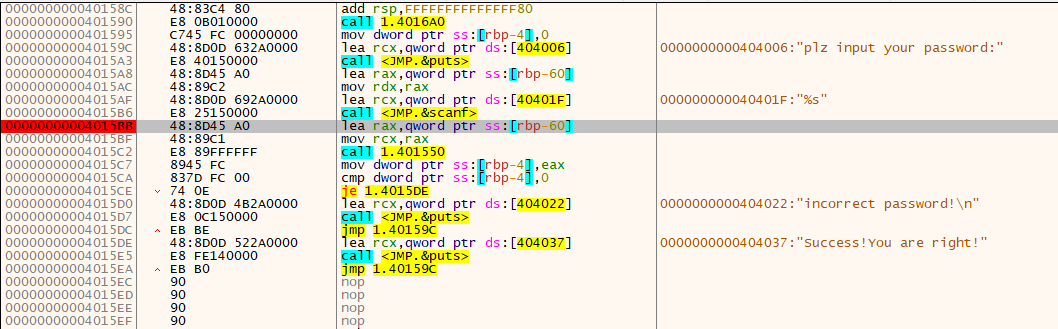 000000000040158C 48:83C4 80 add rsp,FFFFFFFFFFFFFF80
0000000000401590 E8 0B010000 call 1.4016A0
0000000000401595 C745 FC 00000000 mov dword ptr ss:[rbp-4],0
000000000040159C 48:8D0D 632A0000 lea rcx,qword ptr ds:[404006] 0000000000404006:"plz input your password:"
00000000004015A3 E8 40150000 call <JMP.&puts>
00000000004015A8 48:8D45 A0 lea rax,qword ptr ss:[rbp-60]
00000000004015AC 48:89C2 mov rdx,rax
00000000004015AF 48:8D0D 692A0000 lea rcx,qword ptr ds:[40401F] 000000000040401F:"%s"
00000000004015B6 E8 25150000 call <JMP.&scanf>
00000000004015BB 48:8D45 A0 lea rax,qword ptr ss:[rbp-60]
00000000004015BF 48:89C1 mov rcx,rax
00000000004015C2 E8 89FFFFFF call 1.401550
00000000004015C7 8945 FC mov dword ptr ss:[rbp-4],eax
00000000004015CA 837D FC 00 cmp dword ptr ss:[rbp-4],0
00000000004015CE 74 0E je 1.4015DE
00000000004015D0 48:8D0D 4B2A0000 lea rcx,qword ptr ds:[404022] 0000000000404022:"incorrect password!\n"
00000000004015D7 E8 0C150000 call <JMP.&puts>
00000000004015DC EB BE jmp 1.40159C
00000000004015DE 48:8D0D 522A0000 lea rcx,qword ptr ds:[404037] 0000000000404037:"Success!You are right!"
00000000004015E5 E8 FE140000 call <JMP.&puts>
00000000004015EA EB B0 jmp 1.40159C
00000000004015EC 90 nop
00000000004015ED 90 nop
00000000004015EE 90 nop
00000000004015EF 90 nop